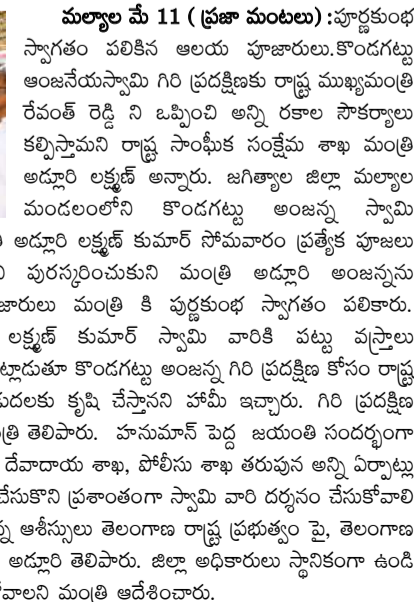 మల్యాల మే 11 ( ప్రజా మంటలు) :పూర్ణకుంభ
స్వాగతం పలికిన ఆలయ పూజారులు.కొండగట్టు
ఆంజనేయస్వామి గిరి ప్రదక్షిణకు రాష్ట్ర ముఖ్యమంత్రి
రేవంత్ రెడ్డి ని ఒప్పించి అన్ని రకాల సౌకర్యాలు
కల్పిస్తామని రాష్ట్ర సాంఘీక సంక్షేమ శాఖ మంత్రి
అడ్లూరి లక్ష్మణ్ అన్నారు. జగిత్యాల జిల్లా మల్యాల
మండలంలోని కొండగట్టు అంజన్న స్వామి
అడ్లూరి లక్ష్మణ్ కుమార్ సోమవారం ప్రత్యేక పూజలు
పురస్కరించుకుని మంత్రి అడ్లూరి అంజన్నను
జారులు మంత్రి కి పుర్ణకుంభ స్వాగతం పలికారు.
లక్ష్మణ్ కుమార్ స్వామి వారికి పట్టు వస్త్రాలు
ట్లాడుతూ కొండగట్టు అంజన్న గిరి ప్రదక్షిణ కోసం రాష్ట్ర
దలకు కృషి చేస్తానని హామీ ఇచ్చారు. గిరి ప్రదక్షిణ
త్రి తెలిపారు. హనుమాన్ పెద్ద జయంతి సందర్భంగా
దేవాదాయ శాఖ, పోలీసు శాఖ తరుపున అన్ని ఏర్పాట్లు
చేసుకొని ప్రశాంతంగా స్వామి వారి దర్శనం చేసుకోవాలి
న్న ఆశీస్సులు తెలంగాణ రాష్ట్ర ప్రభుత్వం పై, తెలంగాణ
అడ్లూరి తెలిపారు. జిల్లా అధికారులు స్థానికంగా ఉండి
వాలని మంత్రి ఆదేశించారు.